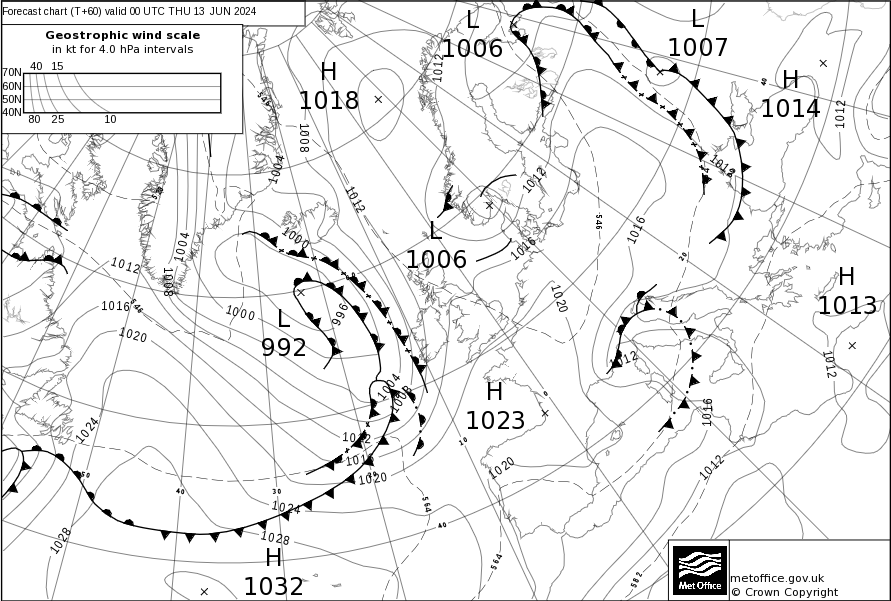 Forecast chart (T+60) valid 00 UTC THU 13 JUN 2024
Geostrophic wind scale
in kt for 4.0 hPa intervals
40 15
70N
60N
50N
40N
80 25 10
L
1006
L
1007
H
1018
H
1014
L
1006
H
1013
L
992
H
1023
H
1032
1012
1012
1008
1004
1012
1012
1012
1016
1016
546
1004
1000
1012
1008
1016
546
1020
1000
996
1020
1012
1012
1004
1008
1016
1024
1012
1016
1020
1020
1012
1024
1028
1028
564
564
582
50
40
30
20
10
0
40
20
40
Met Office
metoffice.gov.uk
© Crown Copyright